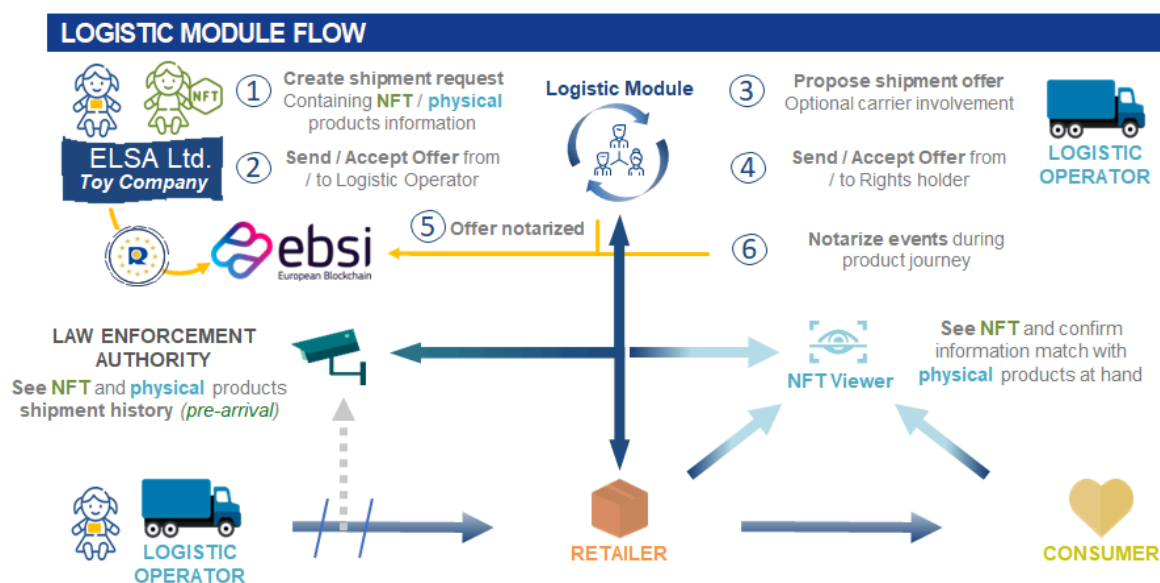 LOGISTIC MODULE FLOW
NFT
ELSA Ltd.
Toy Company
1
Create shipment request
Containing NFT / physical
products information
2
Send / Accept Offer from
/ to Logistic Operator
Logistic Module
3
Propose shipment offer
Optional carrier involvement
4
Send / Accept Offer from
/ to Rights holder
LOGISTIC
OPERATOR
R
ebsi
European Blockchain
5
Offer notarized
6
Notarize events during
product journey
LAW ENFORCEMENT
AUTHORITY
See NFT and physical products
shipment history (pre-arrival)
NFT Viewer
See NFT and confirm
information match with
physical products at hand
LOGISTIC
OPERATOR
RETAILER
CONSUMER